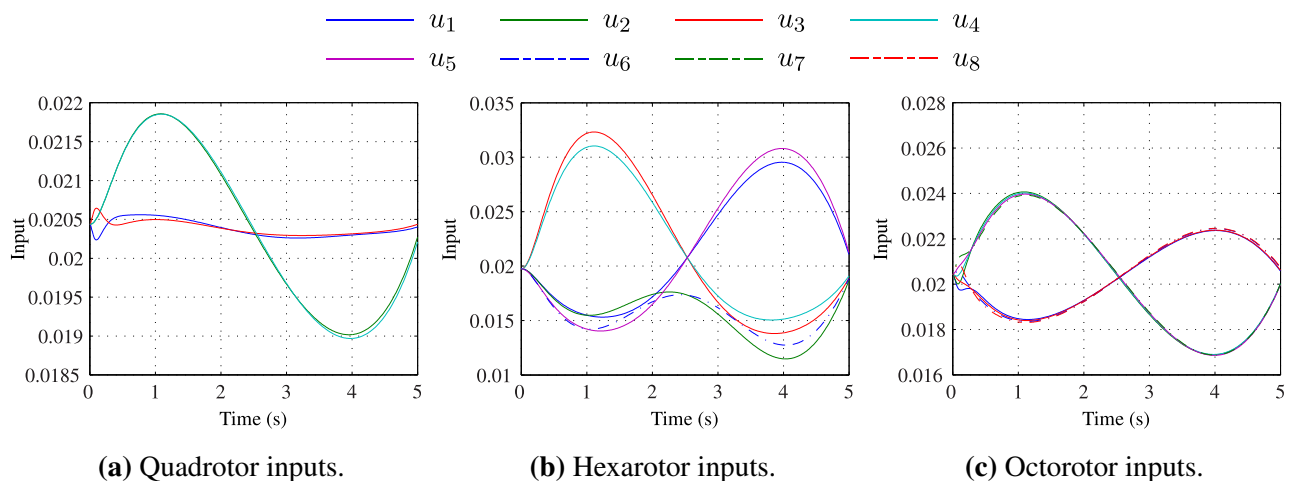 u1 u2 u3 u4
u5 u6 u7 u8
0.022
0.0215
0.021
0.0205
0.02
0.0195
0.019
0.0185
Input
0 1 2 3 4 5
Time (s)
(a) Quadrotor inputs.
0.035
0.03
0.025
0.02
0.015
0.01
Input
0 1 2 3 4 5
Time (s)
(b) Hexarotor inputs.
0.028
0.026
0.024
0.022
0.02
0.018
0.016
Input
0 1 2 3 4 5
Time (s)
(c) Octorotor inputs.